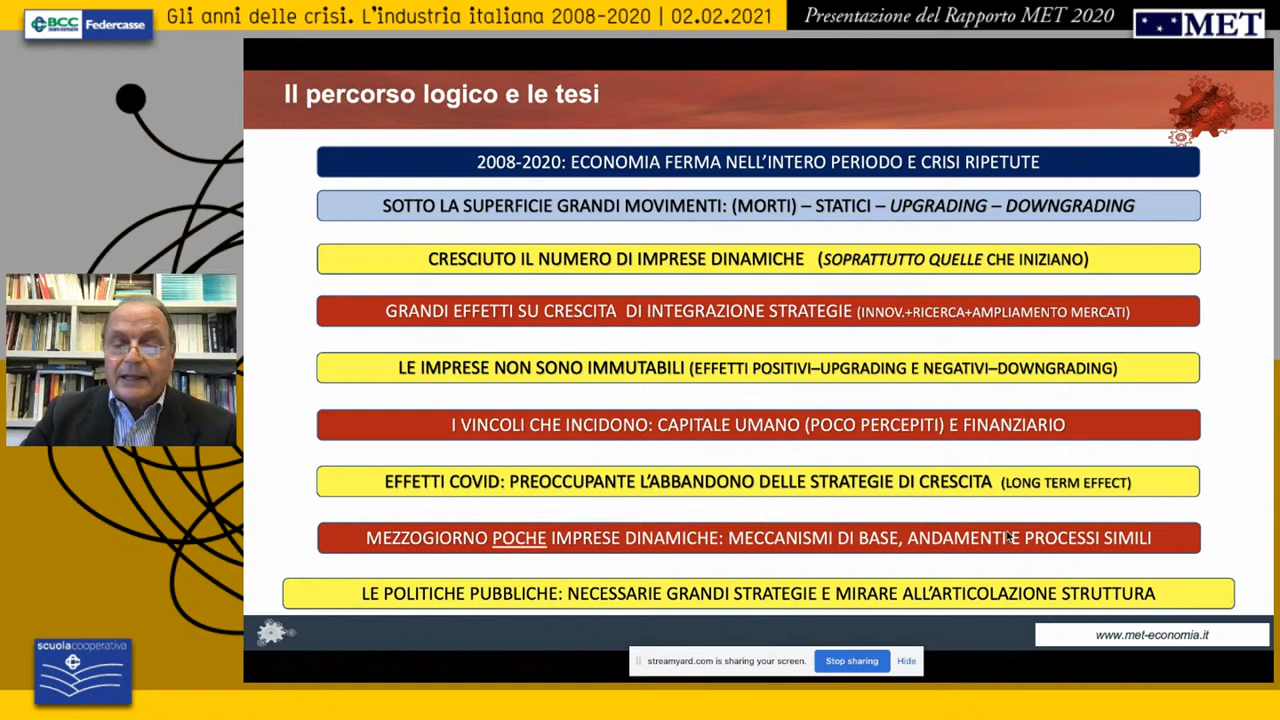 BCC
CREDITO COOPERATIVO
Federcasse
Gli anni delle crisi. L'industria italiana 2008-2020 | 02.02.2021
Presentazione del Rapporto MET 2020
MET
Il percorso logico e le tesi
2008-2020: ECONOMIA FERMA NELL'INTERO PERIODO E CRISI RIPETUTE
SOTTO LA SUPERFICIE GRANDI MOVIMENTI: (MORTI) – STATICI – UPGRADING – DOWNGRADING
CRESCIUTO IL NUMERO DI IMPRESE DINAMICHE (SOPRATTUTTO QUELLE CHE INIZIANO)
GRANDI EFFETTI SU CRESCITA DI INTEGRAZIONE STRATEGIE (INNOV.+RICERCA+AMPLIAMENTO MERCATI)
LE IMPRESE NON SONO IMMUTABILI (EFFETTI POSITIVI–UPGRADING E NEGATIVI–DOWNGRADING)
I VINCOLI CHE INCIDONO: CAPITALE UMANO (POCO PERCEPITI) E FINANZIARIO
EFFETTI COVID: PREOCCUPANTE L'ABBANDONO DELLE STRATEGIE DI CRESCITA (LONG TERM EFFECT)
MEZZOGIORNO POCHE IMPRESE DINAMICHE: MECCANISMI DI BASE, ANDAMENTI E PROCESSI SIMILI
LE POLITICHE PUBBLICHE: NECESSARIE GRANDI STRATEGIE E MIRARE ALL'ARTICOLAZIONE STRUTTURA
www.met-economia.it
streamyard.com is sharing your screen.
Stop sharing
Hide
scuolacooperativa